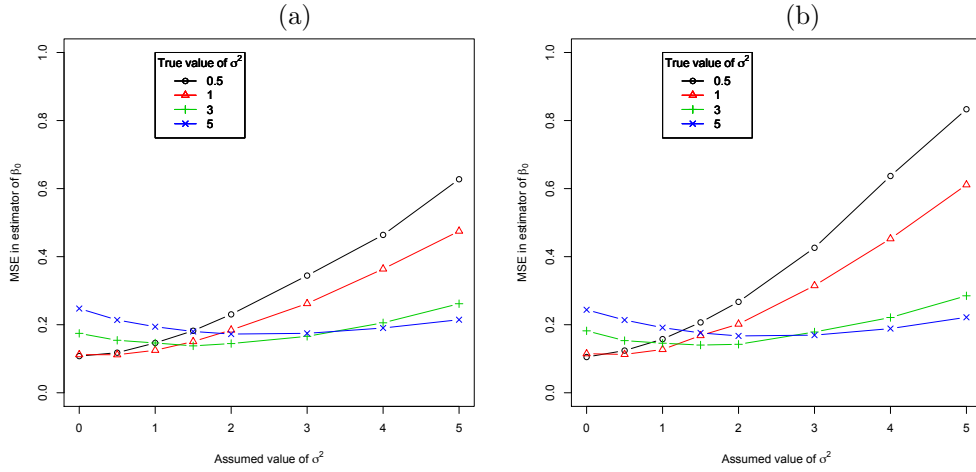 (a)
MSE in estimator of β₀
1.0
0.8
0.6
0.4
0.2
0.0
True value of σ²
0.5
1
3
5
0 1 2 3 4 5
Assumed value of σ²
(b)
MSE in estimator of β₀
1.0
0.8
0.6
0.4
0.2
0.0
True value of σ²
0.5
1
3
5
0 1 2 3 4 5
Assumed value of σ²